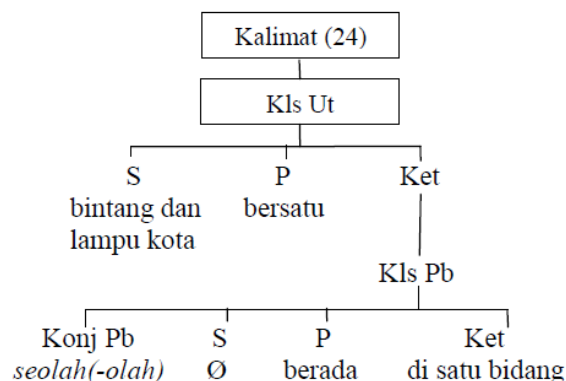 Kalimat (24)
Kls Ut
S P Ket
bintang dan bersatu
lampu kota
Kls Pb
Konj Pb S P Ket
seolah(-olah) Ø berada di satu bidang